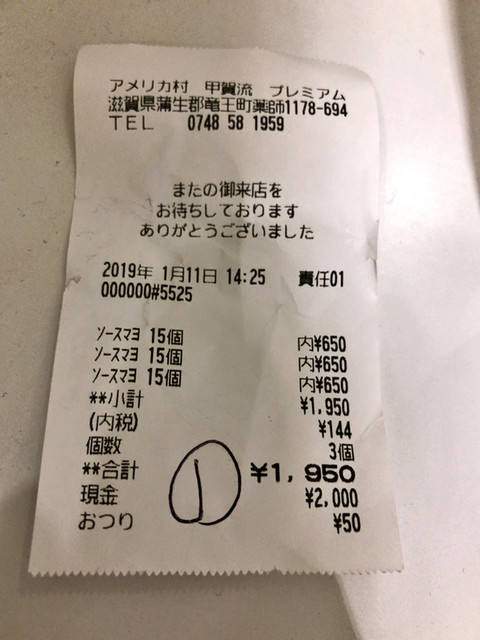 アメリカ村 甲賀流 プレミアム
滋賀県蒲生郡竜王町薬師1178-694
TEL 0748 58 1959
またの御来店を
お待ちしております
ありがとうございました
2019年 1月11日 14:25 責任01
000000#5525
ソースマヨ 15個 内¥650
ソースマヨ 15個 内¥650
ソースマヨ 15個 内¥650
**小計 ¥1,950
(内税) ¥144
個数 3個
**合計 ¥1,950
現金 ¥2,000
おつり ¥50